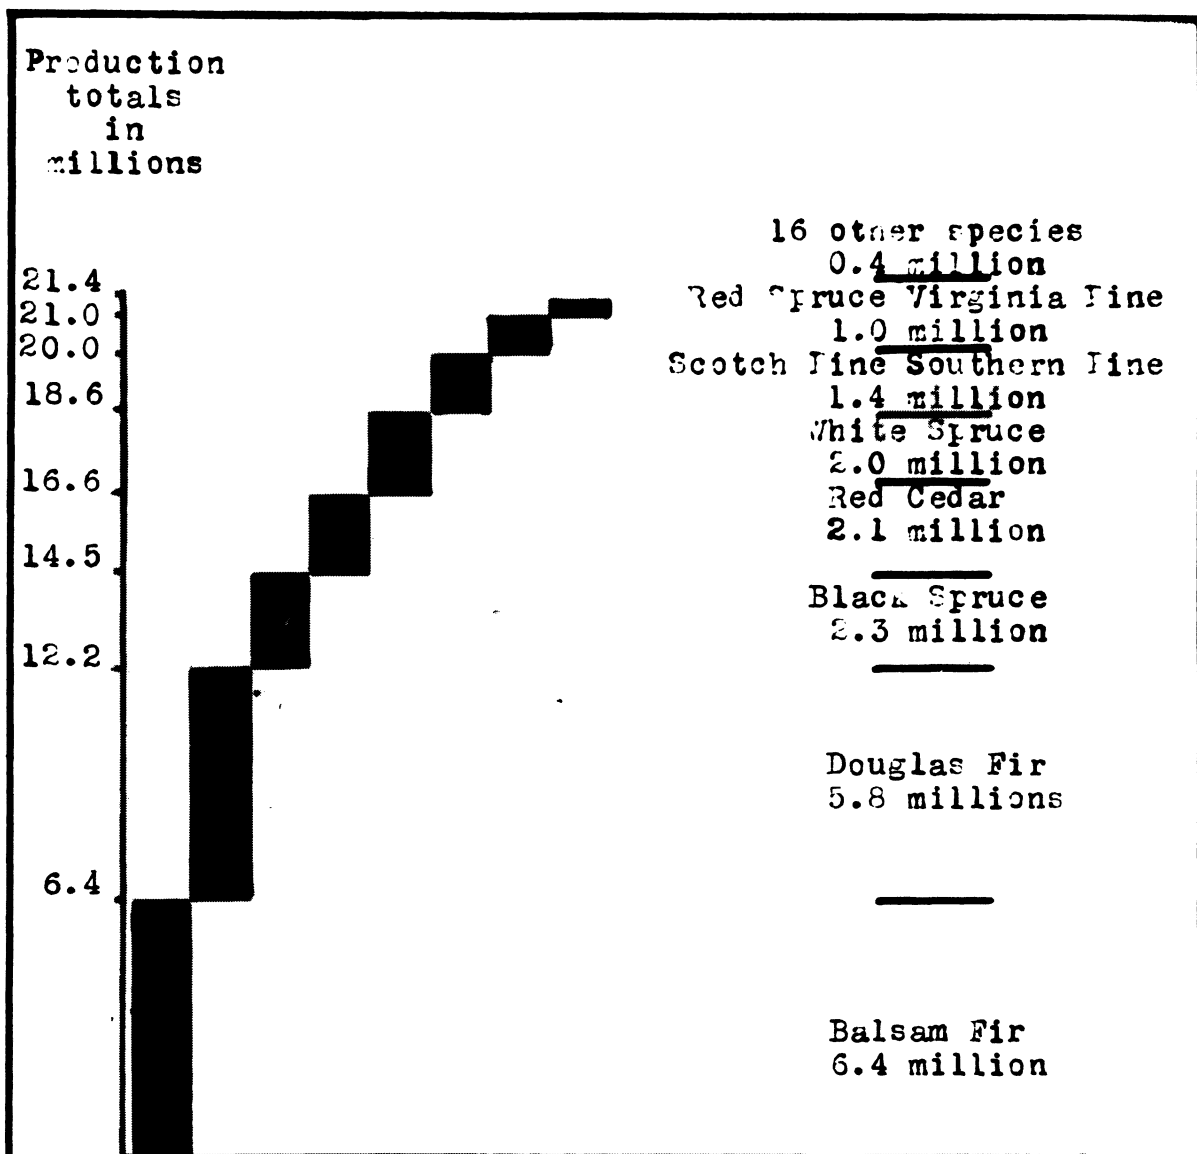 Production
totals
in
millions
21.4
21.0
20.0
18.6
16.6
14.5
12.2
6.4
16 other species
0.4 million
Red Spruce Virginia Pine
1.0 million
Scotch Pine Southern Pine
1.4 million
White Spruce
2.0 million
Red Cedar
2.1 million
Black Spruce
2.3 million
Douglas Fir
5.8 millions
Balsam Fir
6.4 million